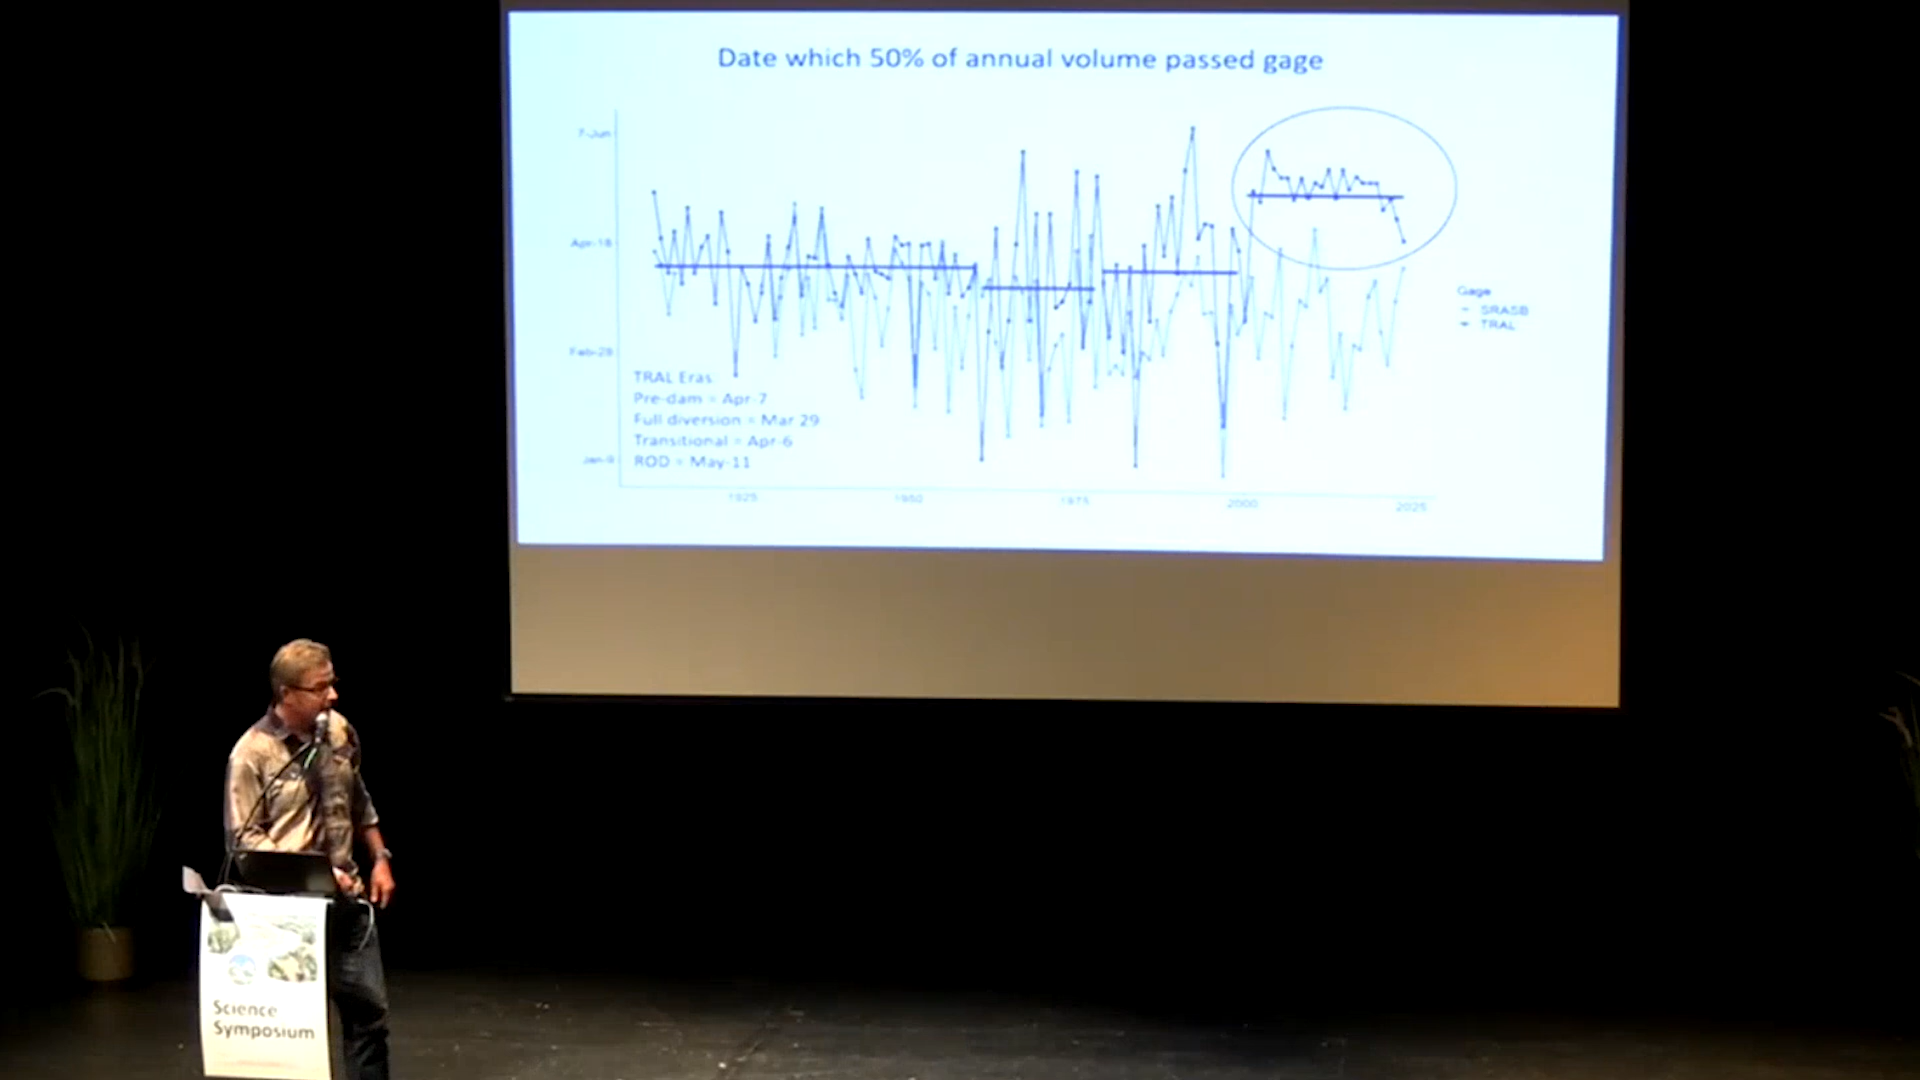 Date which 50% of annual volume passed gage
7-Jun
Apr-18
Feb-28
Jan-9
TRAL Eras:
Pre-dam = Apr-7
Full diversion = Mar 29
Transitional = Apr-6
ROD = May-11
1925 1950 1975 2000 2025
Gage
SRASB
TRAL
Science
Symposium